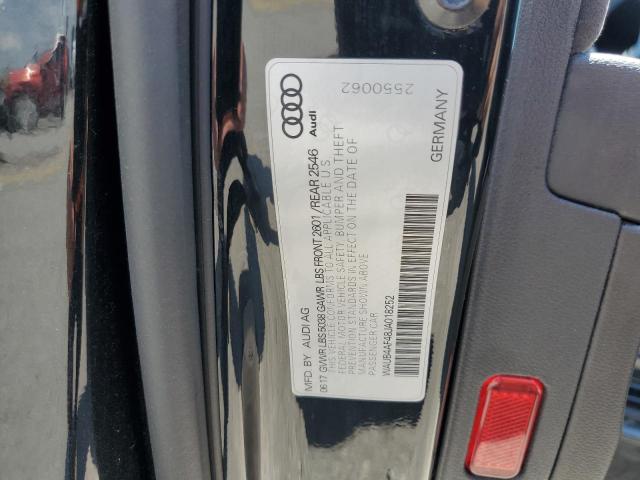 Audi
2550062
MFD. BY AUDI AG
06 17 GVWR LBS 5038 GAWR LBS FRONT 2601 / REAR 2546
THIS VEHICLE CONFORMS TO ALL APPLICABLE U.S.
FEDERAL MOTOR VEHICLE SAFETY, BUMPER AND THEFT
PREVENTION STANDARDS IN EFFECT ON THE DATE OF
MANUFACTURE SHOWN ABOVE.
PASSENGER CAR
WAUB4AF48JA018252
GERMANY